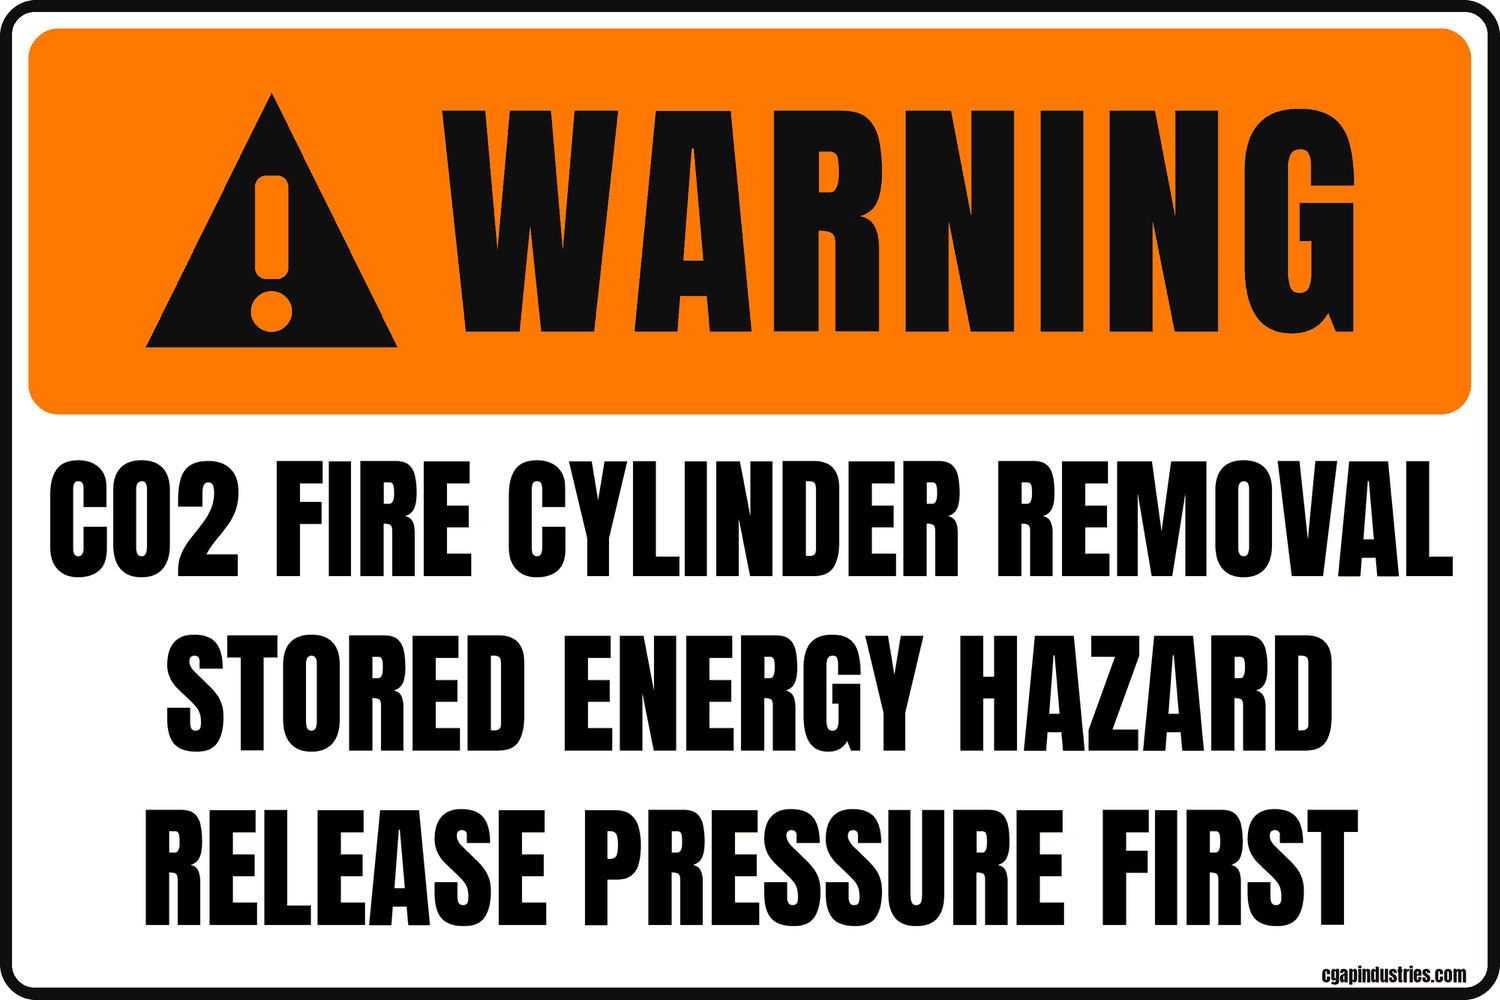 WARNING
CO2 FIRE CYLINDER REMOVAL
STORED ENERGY HAZARD
RELEASE PRESSURE FIRST
cgapindustries.com